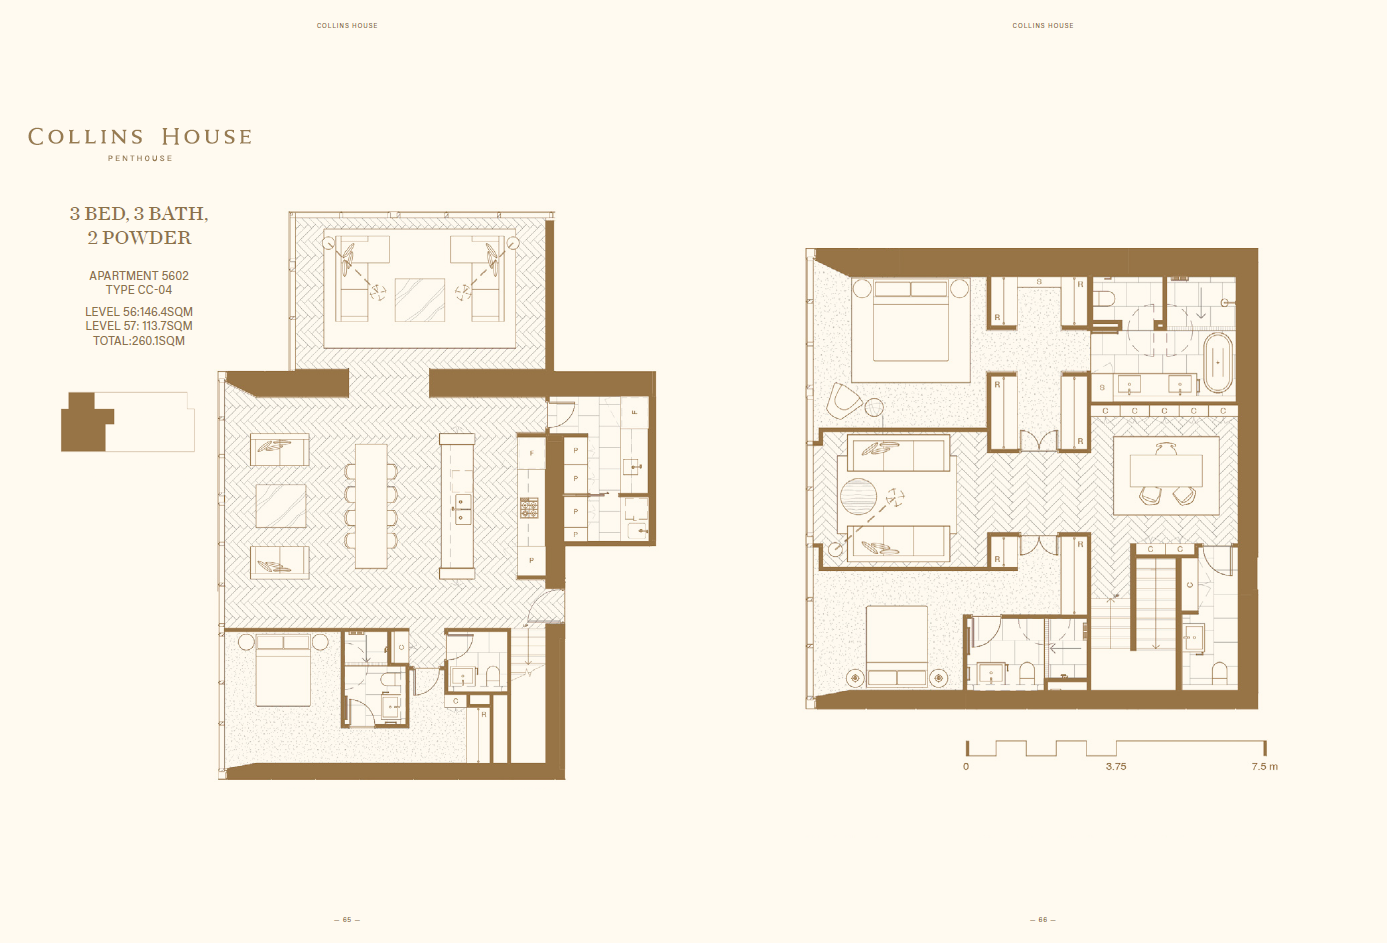 COLLINS HOUSE
COLLINS HOUSE
COLLINS HOUSE
PENTHOUSE
3 BED, 3 BATH,
2 POWDER
APARTMENT 5602
TYPE CC-04
LEVEL 56:146.4SQM
LEVEL 57: 113.7SQM
TOTAL:260.1SQM
F
F
P
P
P
P
P
C
C
R
S
R
R
R
R
S
C C C C C
R
R
C C
C
0
3.75
7.5 m
— 65 —
— 66 —